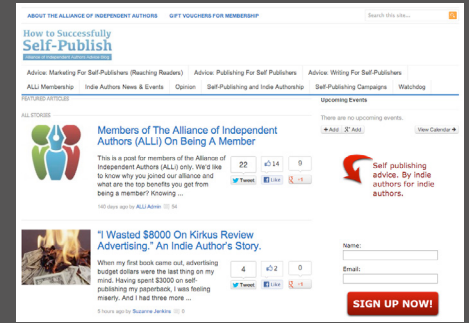 ABOUT THE ALLIANCE OF INDEPENDENT AUTHORS GIFT VOUCHERS FOR MEMBERSHIP
Search this site...
How to Successfully
Self-Publish
Advice: Marketing For Self-Publishers (Reaching Readers) Advice: Publishing For Self Publishers Advice: Writing For Self-Publishers
ALLi Membership Indie Authors News & Events Opinion Self-Publishing and Indie Authorship Self-Publishing Campaigns Watchdog
FEATURED ARTICLES
Upcoming Events
There are no upcoming events.
+ Add Add View Calendar
ALL STORIES
Members of The Alliance of Independent
Authors (ALLi) On Being A Member
This is a post for members of the Alliance of
Independent Authors (ALLi) only. We'd like
to know why you joined our alliance and
what are the top benefits you get from
being a member? Knowing ...
22 14 0
Tweet Like +1
146 days ago by ALLi Admin 54
Self publishing
advice. By indie
authors for indie
authors.
"I Wasted $8000 On Kirkus Review
Advertising." An Indie Author's Story.
When my first book came out, advertising
budget dollars were the last thing on my
mind. Having spent $3000 on self-
publishing my paperback, I was feeling
miserly. And I had three more ...
4 2 0
Tweet Like +1
5 hours ago by Suzanne Jenkins 0
Name:
Email:
SIGN UP NOW!